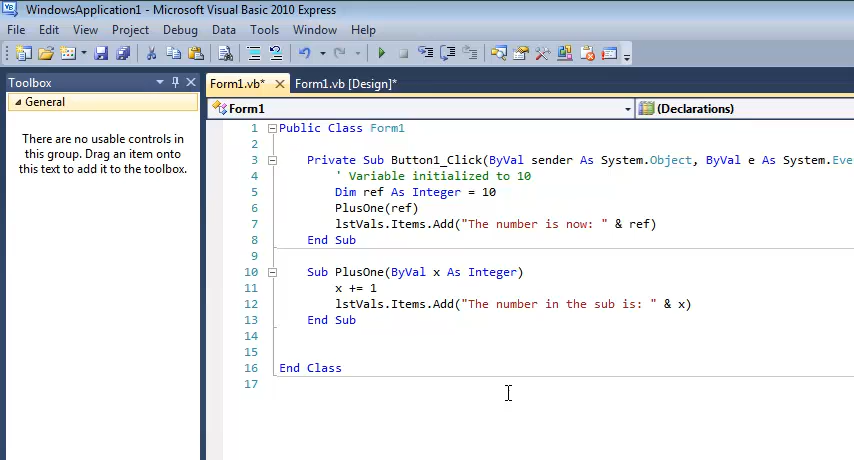 WindowsApplication1 - Microsoft Visual Basic 2010 Express
File Edit View Project Debug Data Tools Window Help
Toolbox
General
There are no usable controls in
this group. Drag an item onto
this text to add it to the toolbox.
Form1.vb* Form1.vb [Design]*
Form1 (Declarations)
1 Public Class Form1
2
3 Private Sub Button1_Click(ByVal sender As System.Object, ByVal e As System.Eve
4 ' Variable initialized to 10
5 Dim ref As Integer = 10
6 PlusOne(ref)
7 lstVals.Items.Add("The number is now: " & ref)
8 End Sub
9
10 Sub PlusOne(ByVal x As Integer)
11 x += 1
12 lstVals.Items.Add("The number in the sub is: " & x)
13 End Sub
14
15
16 End Class
17